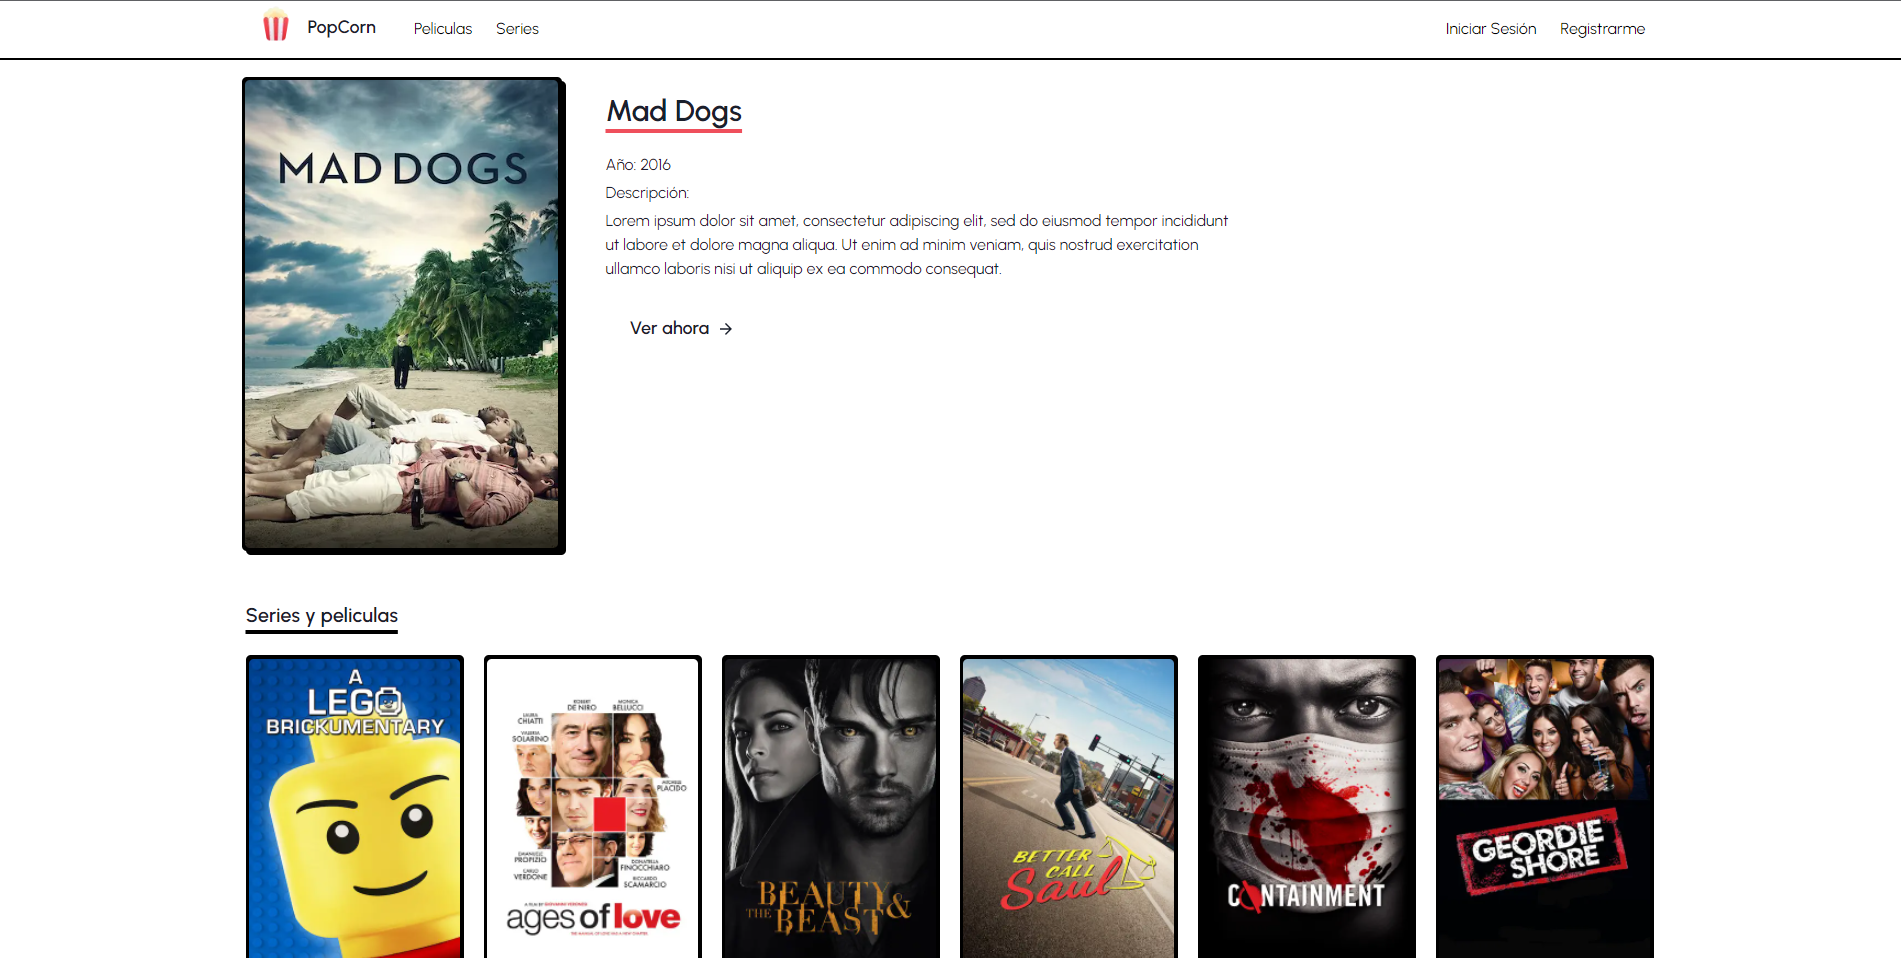 PopCorn
Peliculas
Series
Iniciar Sesión
Registrarme
MAD DOGS
Mad Dogs
Año: 2016
Descripción:
Lorem ipsum dolor sit amet, consectetur adipiscing elit, sed do eiusmod tempor incididunt
ut labore et dolore magna aliqua. Ut enim ad minim veniam, quis nostrud exercitation
ullamco laboris nisi ut aliquip ex ea commodo consequat.
Ver ahora →
Series y peliculas
A
LEGO
BRICKUMENTARY
ROBERT
DE NIRO
MONICA
BELLUCCI
LAURA
CHIATTI
VALERIA
SOLARINO
MICHELE
PLACIDO
EMANUELE
PROPIZIO
DONATELLA
FINOCCHIARO
CARLO
VERDONE
RICCARDO
SCAMARCIO
A FILM BY GIOVANNI VERONESI
ages of love
BEAUTY &
THE BEAST
BETTER
CALL
Saul
CONTAINMENT
GEORDIE
SHORE